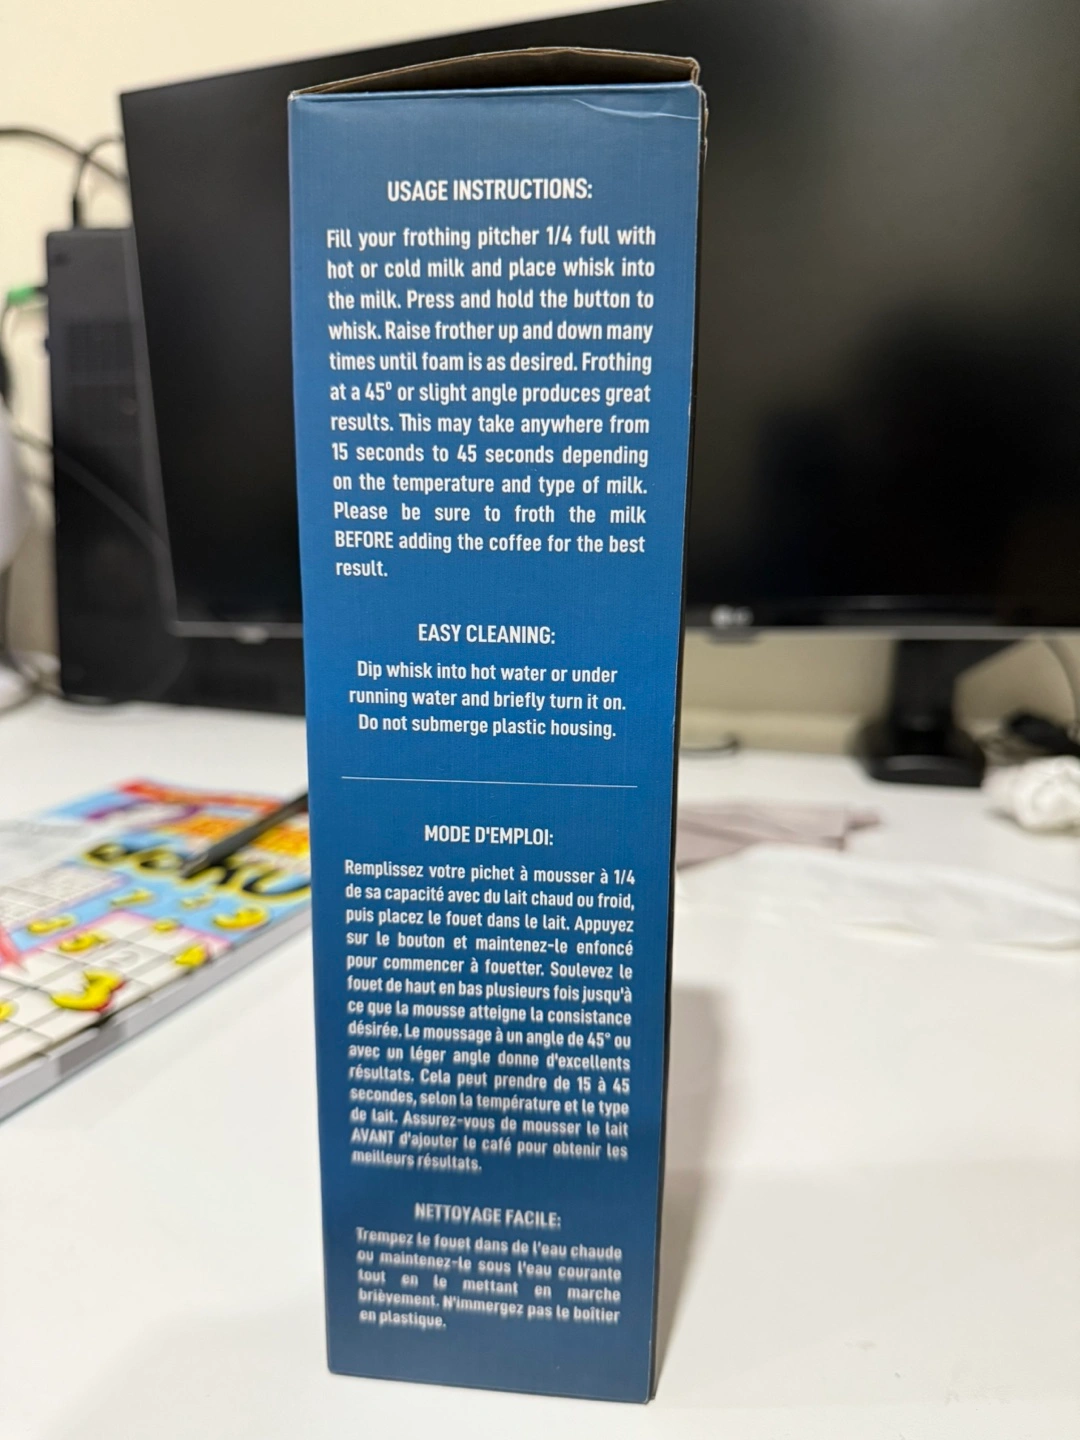 USAGE INSTRUCTIONS:
Fill your frothing pitcher 1/4 full with
hot or cold milk and place whisk into
the milk. Press and hold the button to
whisk. Raise frother up and down many
times until foam is as desired. Frothing
at a 45° or slight angle produces great
results. This may take anywhere from
15 seconds to 45 seconds depending
on the temperature and type of milk.
Please be sure to froth the milk
BEFORE adding the coffee for the best
result.
EASY CLEANING:
Dip whisk into hot water or under
running water and briefly turn it on.
Do not submerge plastic housing.
MODE D'EMPLOI:
Remplissez votre pichet à mousser à 1/4
de sa capacité avec du lait chaud ou froid,
puis placez le fouet dans le lait. Appuyez
sur le bouton et maintenez-le enfoncé
pour commencer à fouetter. Soulevez le
fouet de haut en bas plusieurs fois jusqu'à
ce que la mousse atteigne la consistance
désirée. Le moussage à un angle de 45° ou
avec un léger angle donne d'excellents
résultats. Cela peut prendre de 15 à 45
secondes, selon la température et le type
de lait. Assurez-vous de mousser le lait
AVANT d'ajouter le café pour obtenir les
meilleurs résultats.
NETTOYAGE FACILE:
Trempez le fouet dans de l'eau chaude
ou maintenez-le sous l'eau courante
tout en le mettant en marche
brièvement. N'immergez pas le boîtier
en plastique.
LG